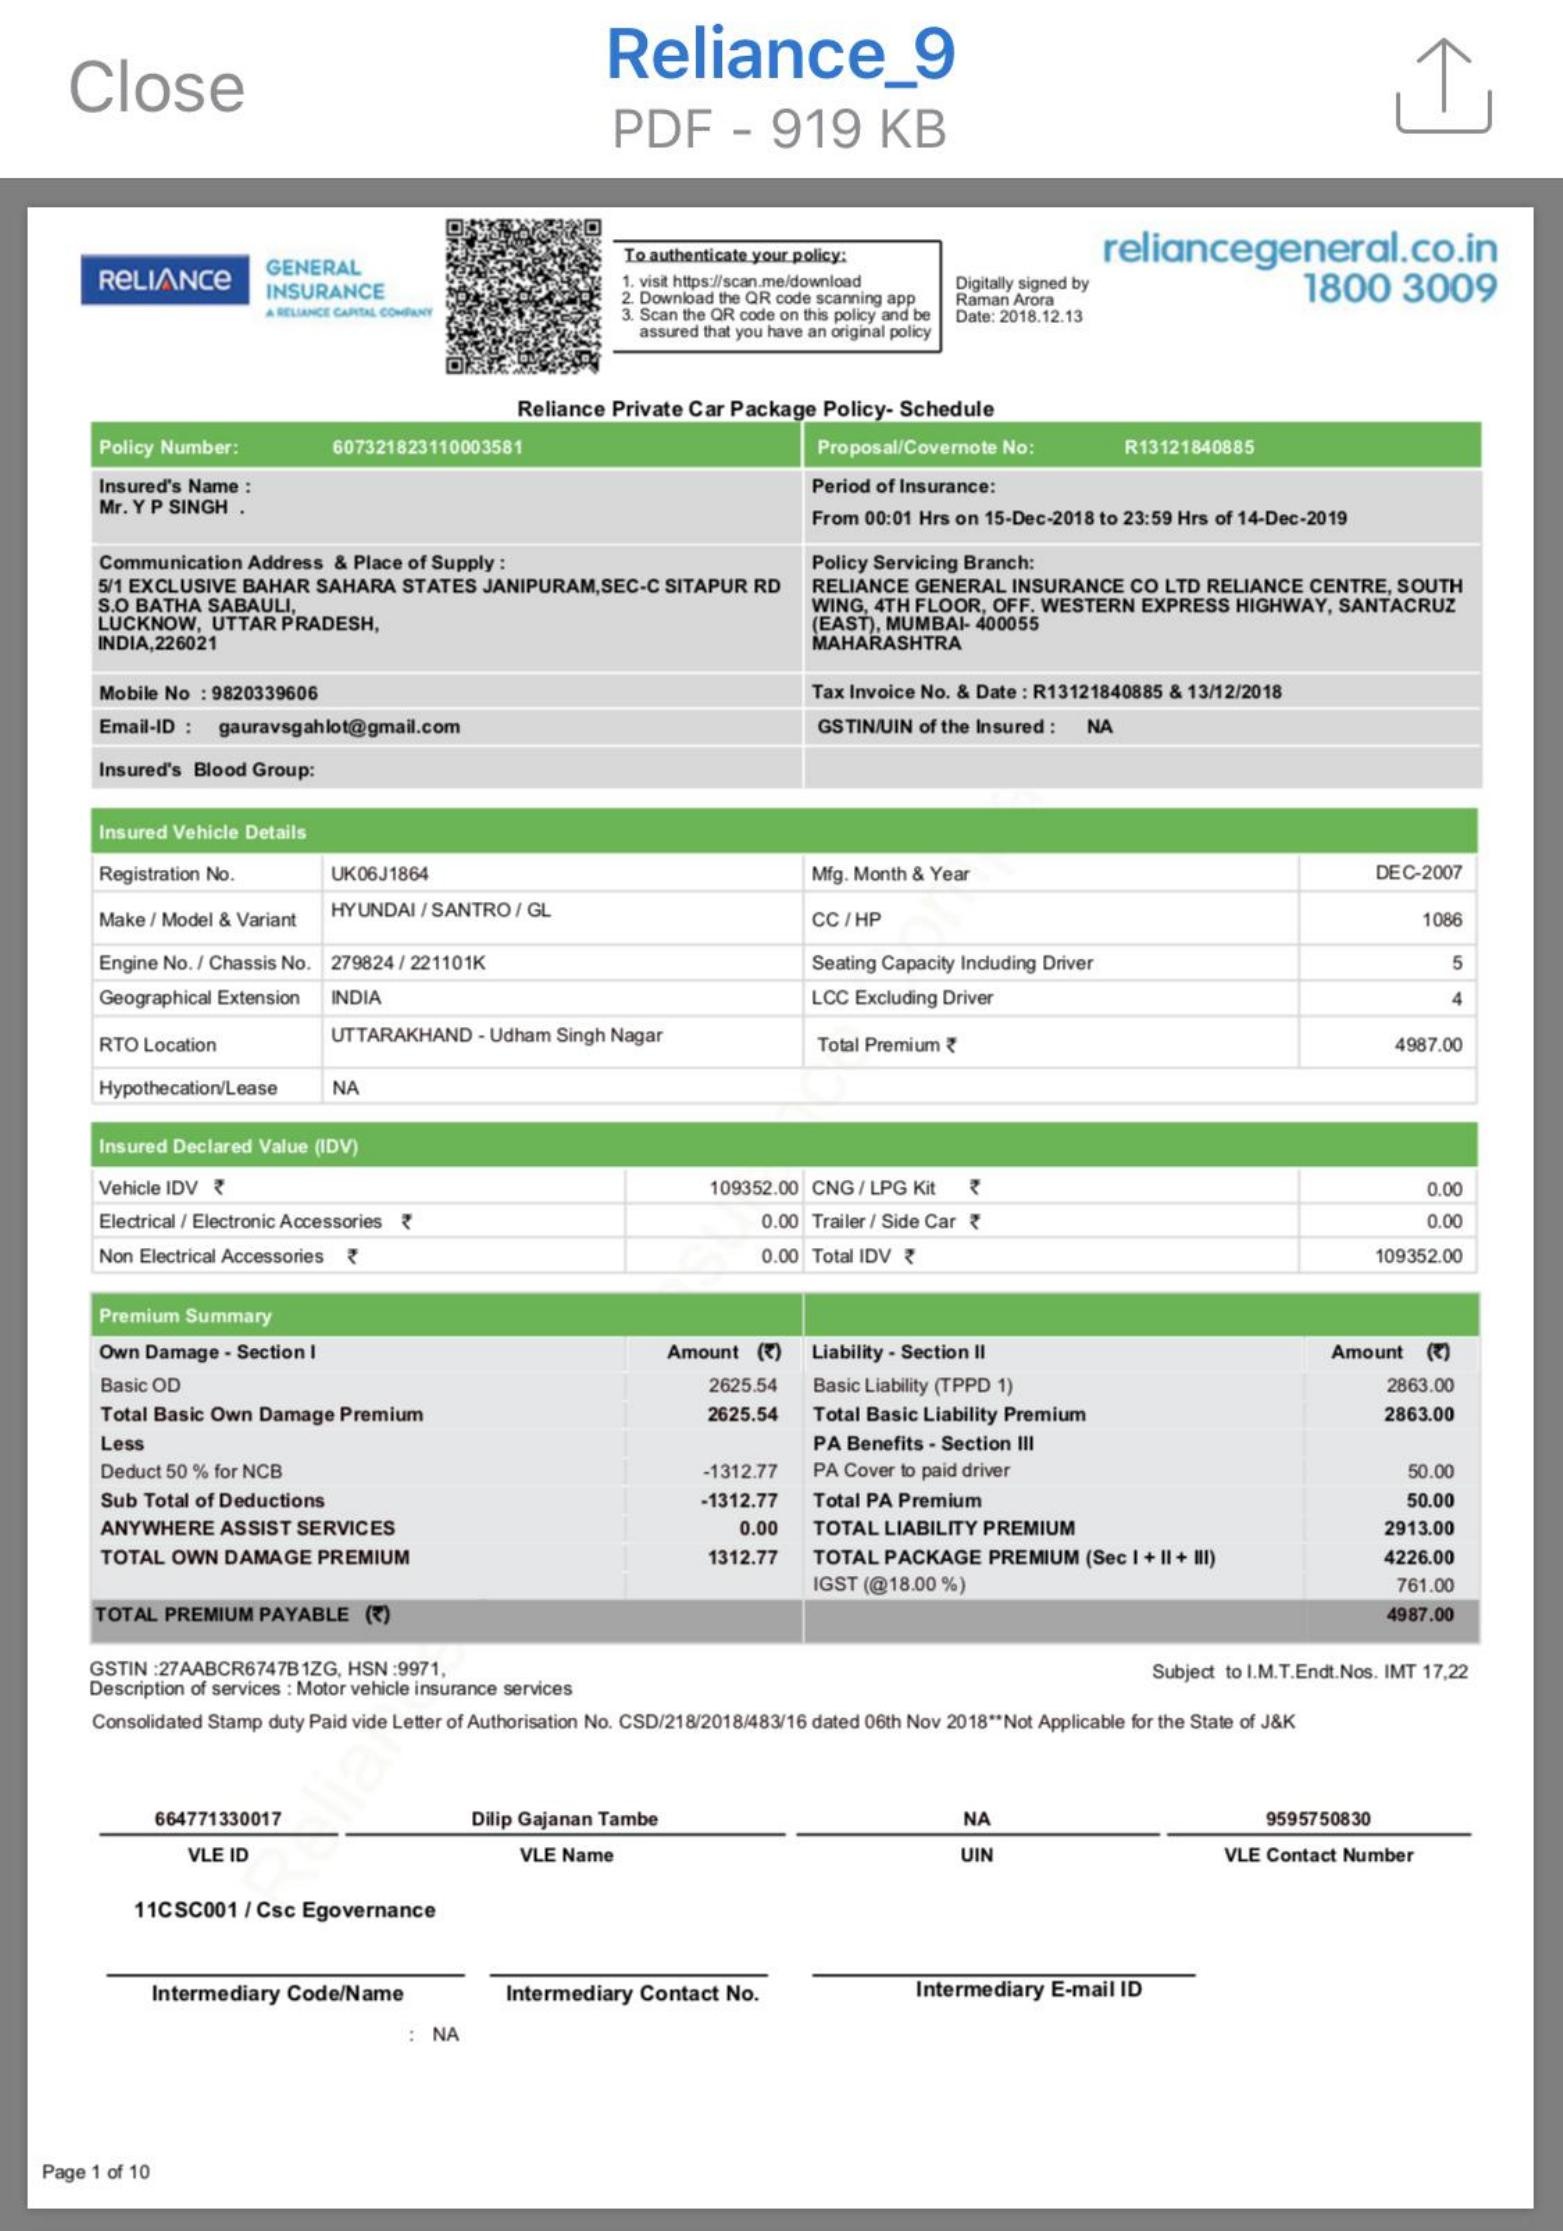 Close
Reliance_9
PDF - 919 KB
RELIANCE
GENERAL
INSURANCE
A RELIANCE CAPITAL COMPANY
To authenticate your policy:
1. visit https://scan.me/download
2. Download the QR code scanning app
3. Scan the QR code on this policy and be
assured that you have an original policy
Digitally signed by
Raman Arora
Date: 2018.12.13
reliancegeneral.co.in
1800 3009
Reliance Private Car Package Policy- Schedule
Policy Number: 607321823110003581 Proposal/Covernote No: R13121840885
Insured's Name :
Mr. Y P SINGH .
Period of Insurance:
From 00:01 Hrs on 15-Dec-2018 to 23:59 Hrs of 14-Dec-2019
Communication Address & Place of Supply :
5/1 EXCLUSIVE BAHAR SAHARA STATES JANIPURAM,SEC-C SITAPUR RD
S.O BATHA SABAULI,
LUCKNOW, UTTAR PRADESH,
INDIA,226021
Policy Servicing Branch:
RELIANCE GENERAL INSURANCE CO LTD RELIANCE CENTRE, SOUTH
WING, 4TH FLOOR, OFF. WESTERN EXPRESS HIGHWAY, SANTACRUZ
(EAST), MUMBAI- 400055
MAHARASHTRA
Mobile No : 9820339606 Tax Invoice No. & Date : R13121840885 & 13/12/2018
Email-ID : gauravsgahlot@gmail.com GSTIN/UIN of the Insured : NA
Insured's Blood Group:
Insured Vehicle Details
Registration No. UK06J1864 Mfg. Month & Year DEC-2007
Make / Model & Variant HYUNDAI / SANTRO / GL CC / HP 1086
Engine No. / Chassis No. 279824 / 221101K Seating Capacity Including Driver 5
Geographical Extension INDIA LCC Excluding Driver 4
RTO Location UTTARAKHAND - Udham Singh Nagar Total Premium ₹ 4987.00
Hypothecation/Lease NA
Insured Declared Value (IDV)
Vehicle IDV ₹ 109352.00 CNG / LPG Kit ₹ 0.00
Electrical / Electronic Accessories ₹ 0.00 Trailer / Side Car ₹ 0.00
Non Electrical Accessories ₹ 0.00 Total IDV ₹ 109352.00
Premium Summary
Own Damage - Section I Amount (₹) Liability - Section II Amount (₹)
Basic OD 2625.54 Basic Liability (TPPD 1) 2863.00
Total Basic Own Damage Premium 2625.54 Total Basic Liability Premium 2863.00
Less PA Benefits - Section III
Deduct 50 % for NCB -1312.77 PA Cover to paid driver 50.00
Sub Total of Deductions -1312.77 Total PA Premium 50.00
ANYWHERE ASSIST SERVICES 0.00 TOTAL LIABILITY PREMIUM 2913.00
TOTAL OWN DAMAGE PREMIUM 1312.77 TOTAL PACKAGE PREMIUM (Sec I + II + III) 4226.00
IGST (@18.00 %) 761.00
TOTAL PREMIUM PAYABLE (₹) 4987.00
GSTIN :27AABCR6747B1ZG, HSN :9971, Subject to I.M.T.Endt.Nos. IMT 17,22
Description of services : Motor vehicle insurance services
Consolidated Stamp duty Paid vide Letter of Authorisation No. CSD/218/2018/483/16 dated 06th Nov 2018**Not Applicable for the State of J&K
664771330017 Dilip Gajanan Tambe NA 9595750830
VLE ID VLE Name UIN VLE Contact Number
11CSC001 / Csc Egovernance
Intermediary Code/Name Intermediary Contact No. Intermediary E-mail ID
: NA
Page 1 of 10